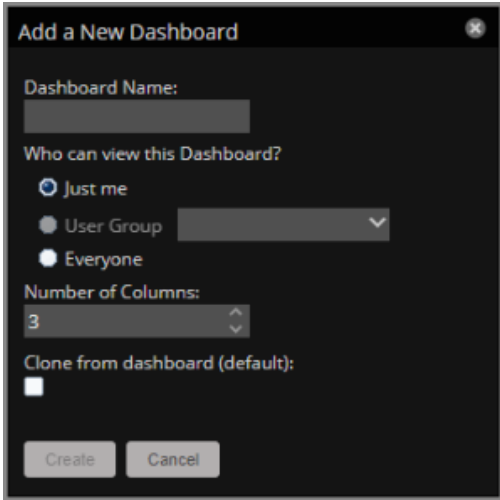 Add a New Dashboard
Dashboard Name:
Who can view this Dashboard?
Just me
User Group
Everyone
Number of Columns:
3
Clone from dashboard (default):
Create Cancel